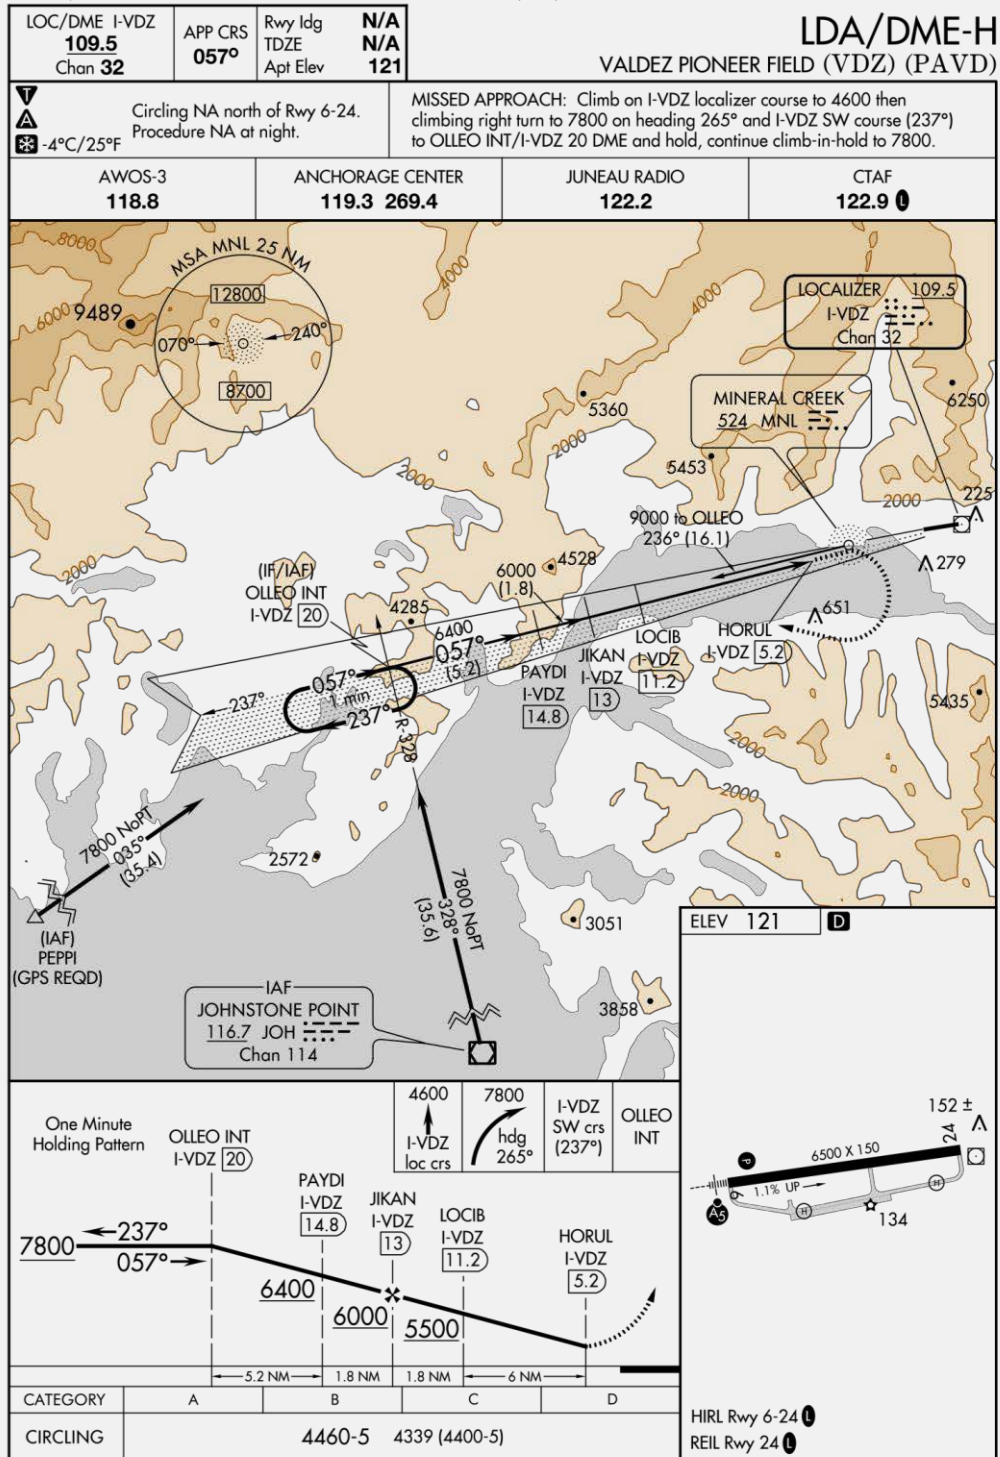 LOC/DME I-VDZ
109.5
Chan 32
APP CRS
057°
Rwy Idg N/A
TDZE N/A
Apt Elev 121
LDA/DME-H
VALDEZ PIONEER FIELD (VDZ) (PAVD)
T
A
-4°C/25°F
Circling NA north of Rwy 6-24.
Procedure NA at night.
MISSED APPROACH: Climb on I-VDZ localizer course to 4600 then
climbing right turn to 7800 on heading 265° and I-VDZ SW course (237°)
to OLLEO INT/I-VDZ 20 DME and hold, continue climb-in-hold to 7800.
AWOS-3
118.8
ANCHORAGE CENTER
119.3 269.4
JUNEAU RADIO
122.2
CTAF
122.9 L
8000
6000
9489
MSA MNL 25 NM
12800
070°
240°
8700
4000
4000
LOCALIZER 109.5
I-VDZ
Chan 32
5360
MINERAL CREEK
524 MNL
6250
5453
2000
2000
2000
225
9000 to OLLEO
236° (16.1)
2000
(IF/IAF)
OLLEO INT
I-VDZ 20
4285
6000
(1.8)
4528
279
651
6400
057°
(5.2)
057°
1 min
237°
237°
R-328
PAYDI
I-VDZ
14.8
JIKAN
I-VDZ
13
LOCIB
I-VDZ
11.2
HORUL
I-VDZ 5.2
5435
2000
2000
7800 NoPT
035°
(35.4)
2572
7800 NoPT
328°
(35.6)
(IAF)
PEPPI
(GPS REQD)
3051
3858
IAF
JOHNSTONE POINT
116.7 JOH
Chan 114
ELEV 121 D
152 ±
24
6500 X 150
P
1.1% UP
6
A5
H
H
134
HIRL Rwy 6-24 L
REIL Rwy 24 L
One Minute
Holding Pattern
OLLEO INT
I-VDZ 20
4600
I-VDZ
loc crs
7800
hdg
265°
I-VDZ
SW crs
(237°)
OLLEO
INT
PAYDI
I-VDZ
14.8
JIKAN
I-VDZ
13
LOCIB
I-VDZ
11.2
HORUL
I-VDZ
5.2
7800
237°
057°
6400
6000
5500
5.2 NM
1.8 NM
1.8 NM
6 NM
CATEGORY A B C D
CIRCLING 4460-5 4339 (4400-5)